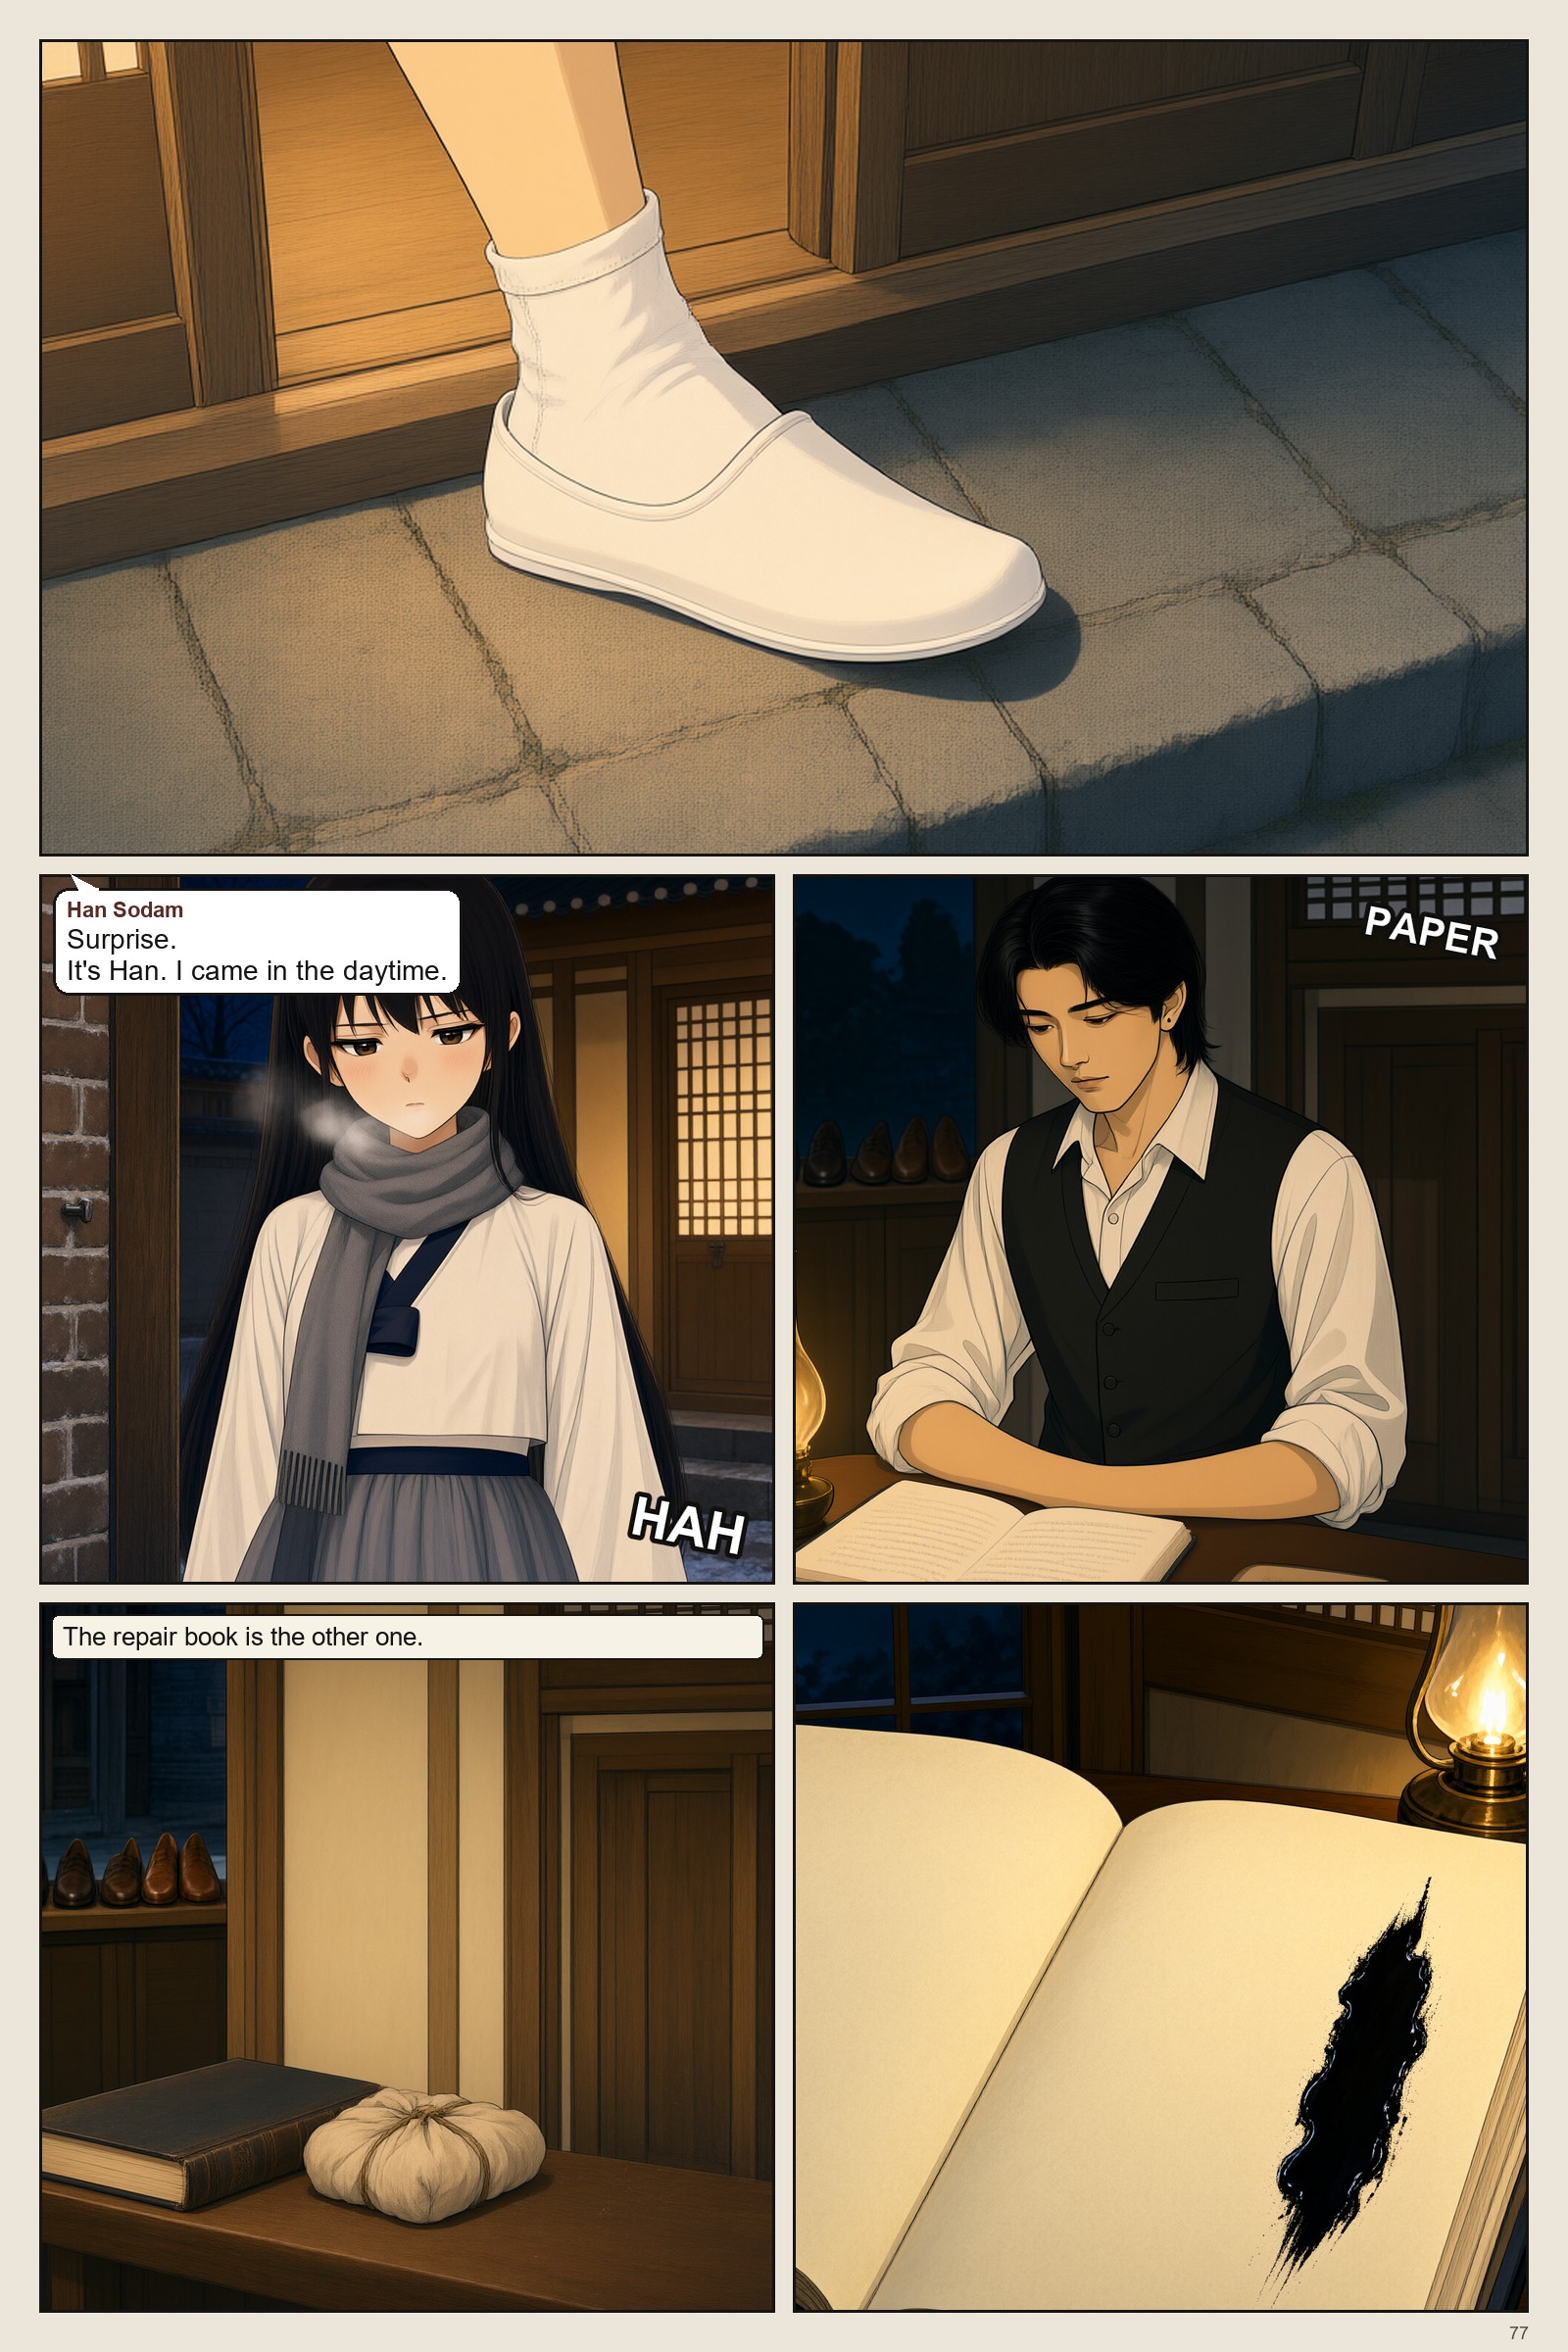 Han Sodam
Surprise.
It's Han. I came in the daytime.
HAH
PAPER
The repair book is the other one.
77